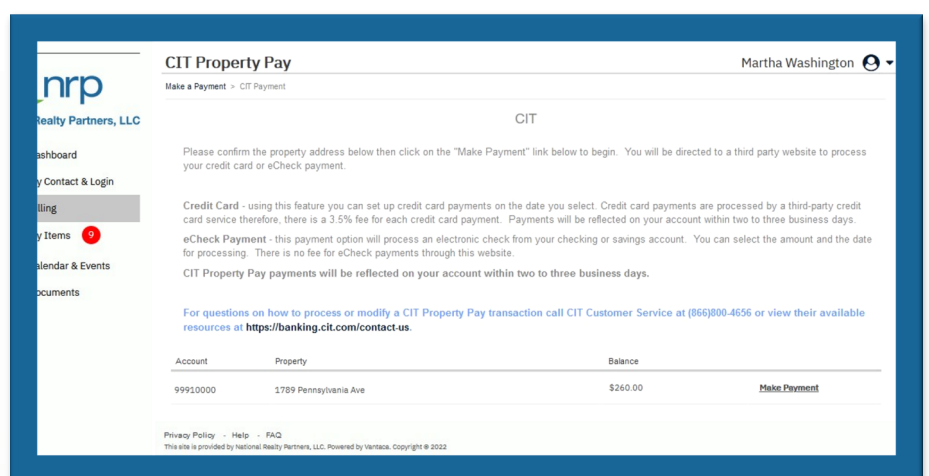 CIT Property Pay
Martha Washington
Make a Payment > CIT Payment
nrp
Realty Partners, LLC
ashboard
y Contact & Login
lling
y Items 9
alendar & Events
ocuments
CIT
Please confirm the property address below then click on the "Make Payment" link below to begin. You will be directed to a third party website to process
your credit card or eCheck payment.
Credit Card - using this feature you can set up credit card payments on the date you select. Credit card payments are processed by a third-party credit
card service therefore, there is a 3.5% fee for each credit card payment. Payments will be reflected on your account within two to three business days.
eCheck Payment - this payment option will process an electronic check from your checking or savings account. You can select the amount and the date
for processing. There is no fee for eCheck payments through this website.
CIT Property Pay payments will be reflected on your account within two to three business days.
For questions on how to process or modify a CIT Property Pay transaction call CIT Customer Service at (866)800-4656 or view their available
resources at https://banking.cit.com/contact-us.
Account Property Balance
99910000 1789 Pennsylvania Ave $260.00 Make Payment
Privacy Policy - Help - FAQ
This site is provided by National Realty Partners, LLC. Powered by Vantaca. Copyright © 2022